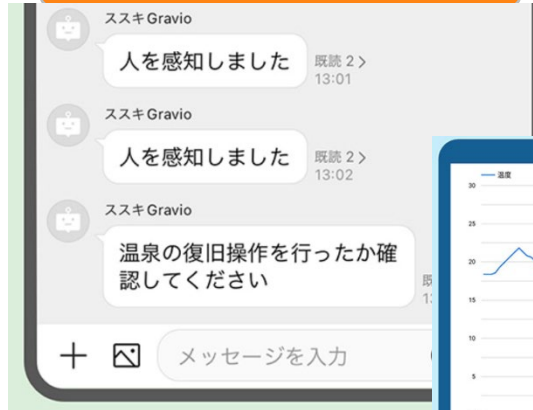 ススキGravio
人を感知しました
既読 2 >
13:01
ススキGravio
人を感知しました
既読 2 >
13:02
ススキGravio
温泉の復旧操作を行ったか確
認してください
メッセージを入力
温度
30
25
20
15
10
5